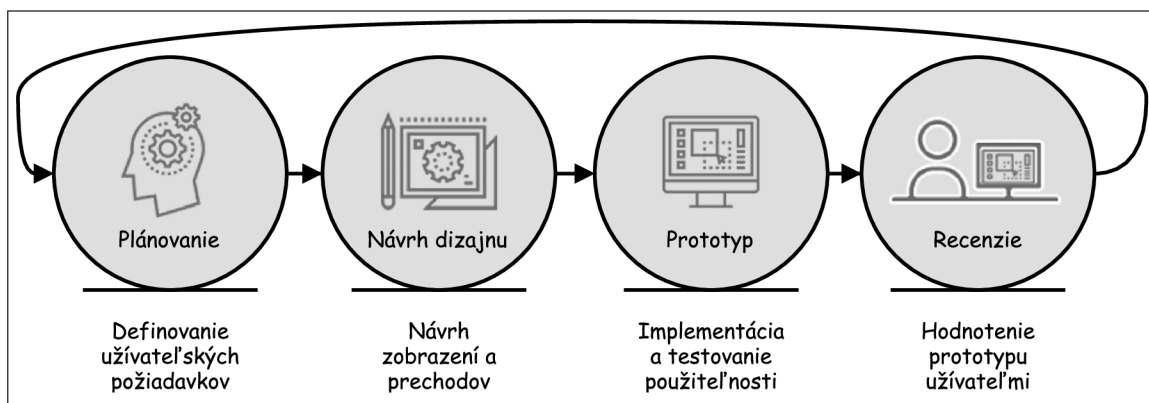 Plánovanie
Návrh dizajnu
Prototyp
Recenzie
Definovanie
užívateľských
požiadavkov
Návrh
zobrazení a
prechodov
Implementácia
a testovanie
použiteľnosti
Hodnotenie
prototypu
užívateľmi